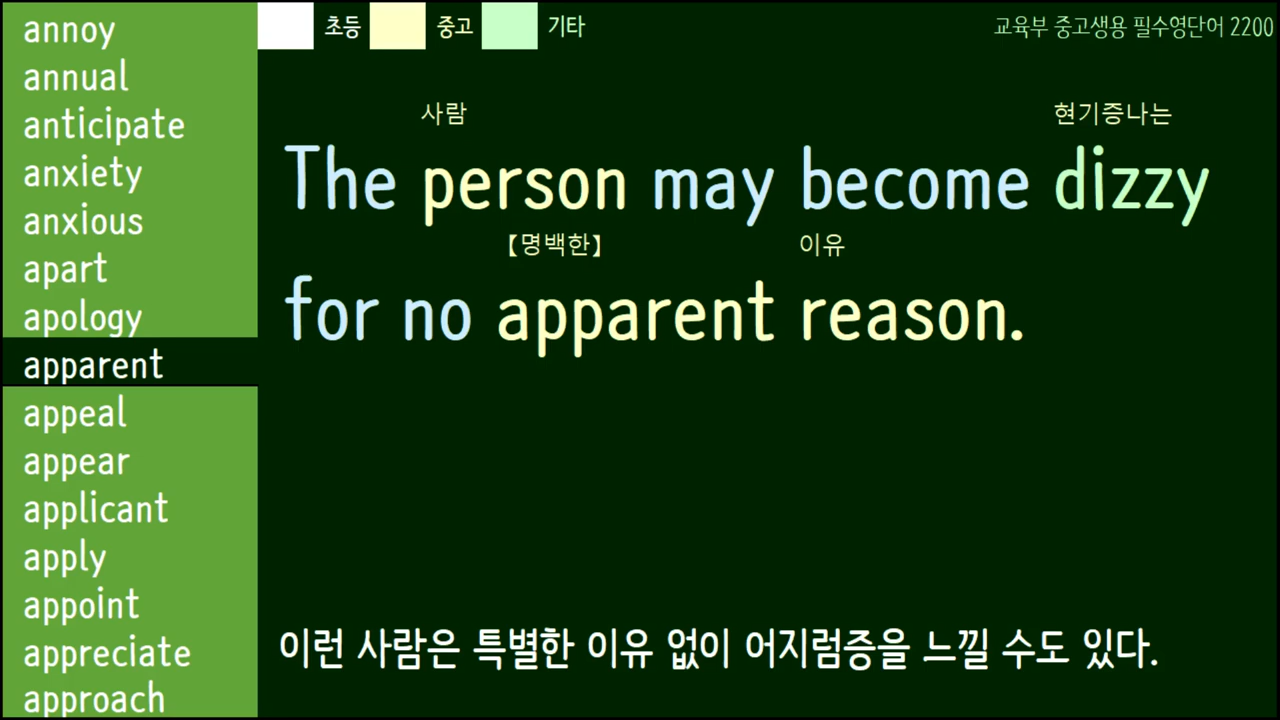 annoy
annual
anticipate
anxiety
anxious
apart
apology
apparent
appeal
appear
applicant
apply
appoint
appreciate
approach
초등 중고 기타
교육부 중고생용 필수영단어 2200
사람 현기증나는
The person may become dizzy
【명백한】 이유
for no apparent reason.
이런 사람은 특별한 이유 없이 어지럼증을 느낄 수도 있다.